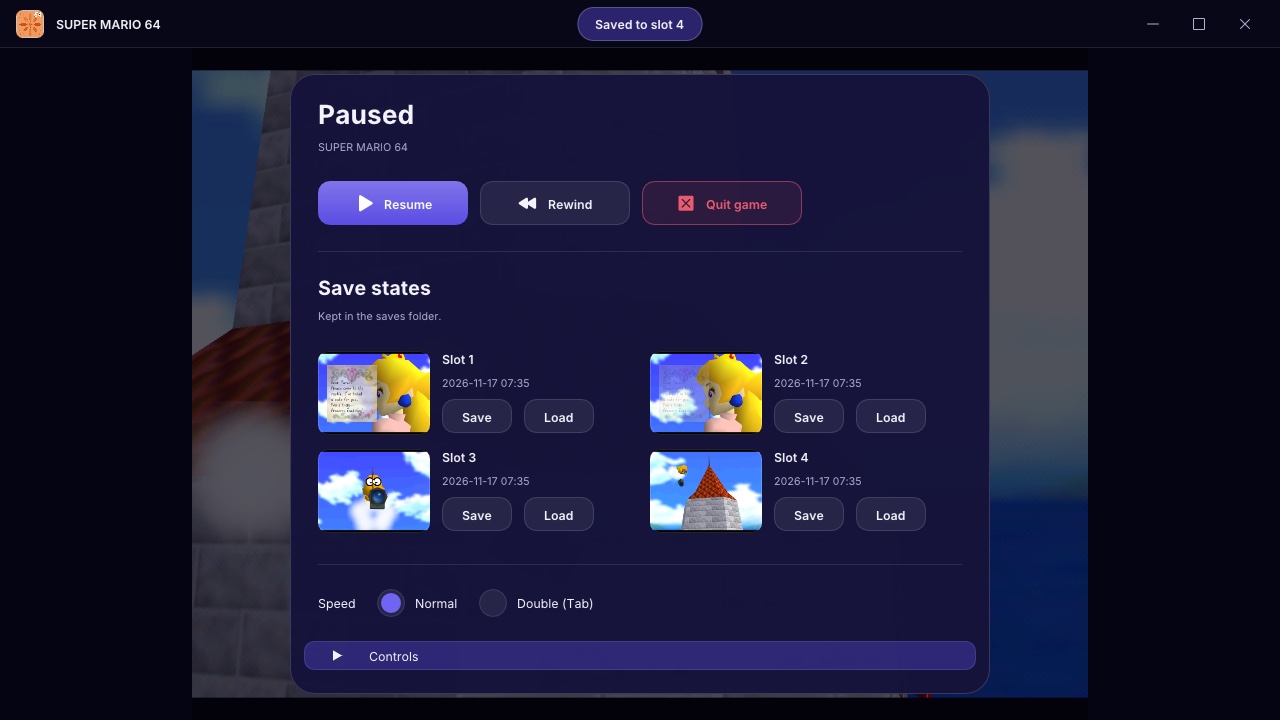 SUPER MARIO 64
Saved to slot 4
Paused
SUPER MARIO 64
Resume
Rewind
Quit game
Save states
Kept in the saves folder.
Slot 1
2026-11-17 07:35
Save
Load
Slot 2
2026-11-17 07:35
Save
Load
Slot 3
2026-11-17 07:35
Save
Load
Slot 4
2026-11-17 07:35
Save
Load
Speed
Normal
Double (Tab)
Controls